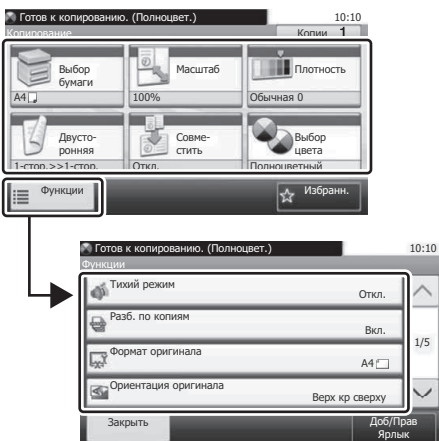 Готов к копированию. (Полноцвет.) 10:10
Копирование Копии 1
Выбор бумаги
A4
Масштаб
100%
Плотность
Обычная 0
Двусто-
ронняя
1-стор.>>1-стор.
Совме-
стить
Откл.
Выбор
цвета
Полноцветный
Функции
Избранн.
Готов к копированию. (Полноцвет.) 10:10
Функции
Тихий режим
Откл.
Разб. по копиям
Вкл.
1/5
Формат оригинала
A4
Ориентация оригинала
Верх кр сверху
Закрыть
Доб/Прав
Ярлык